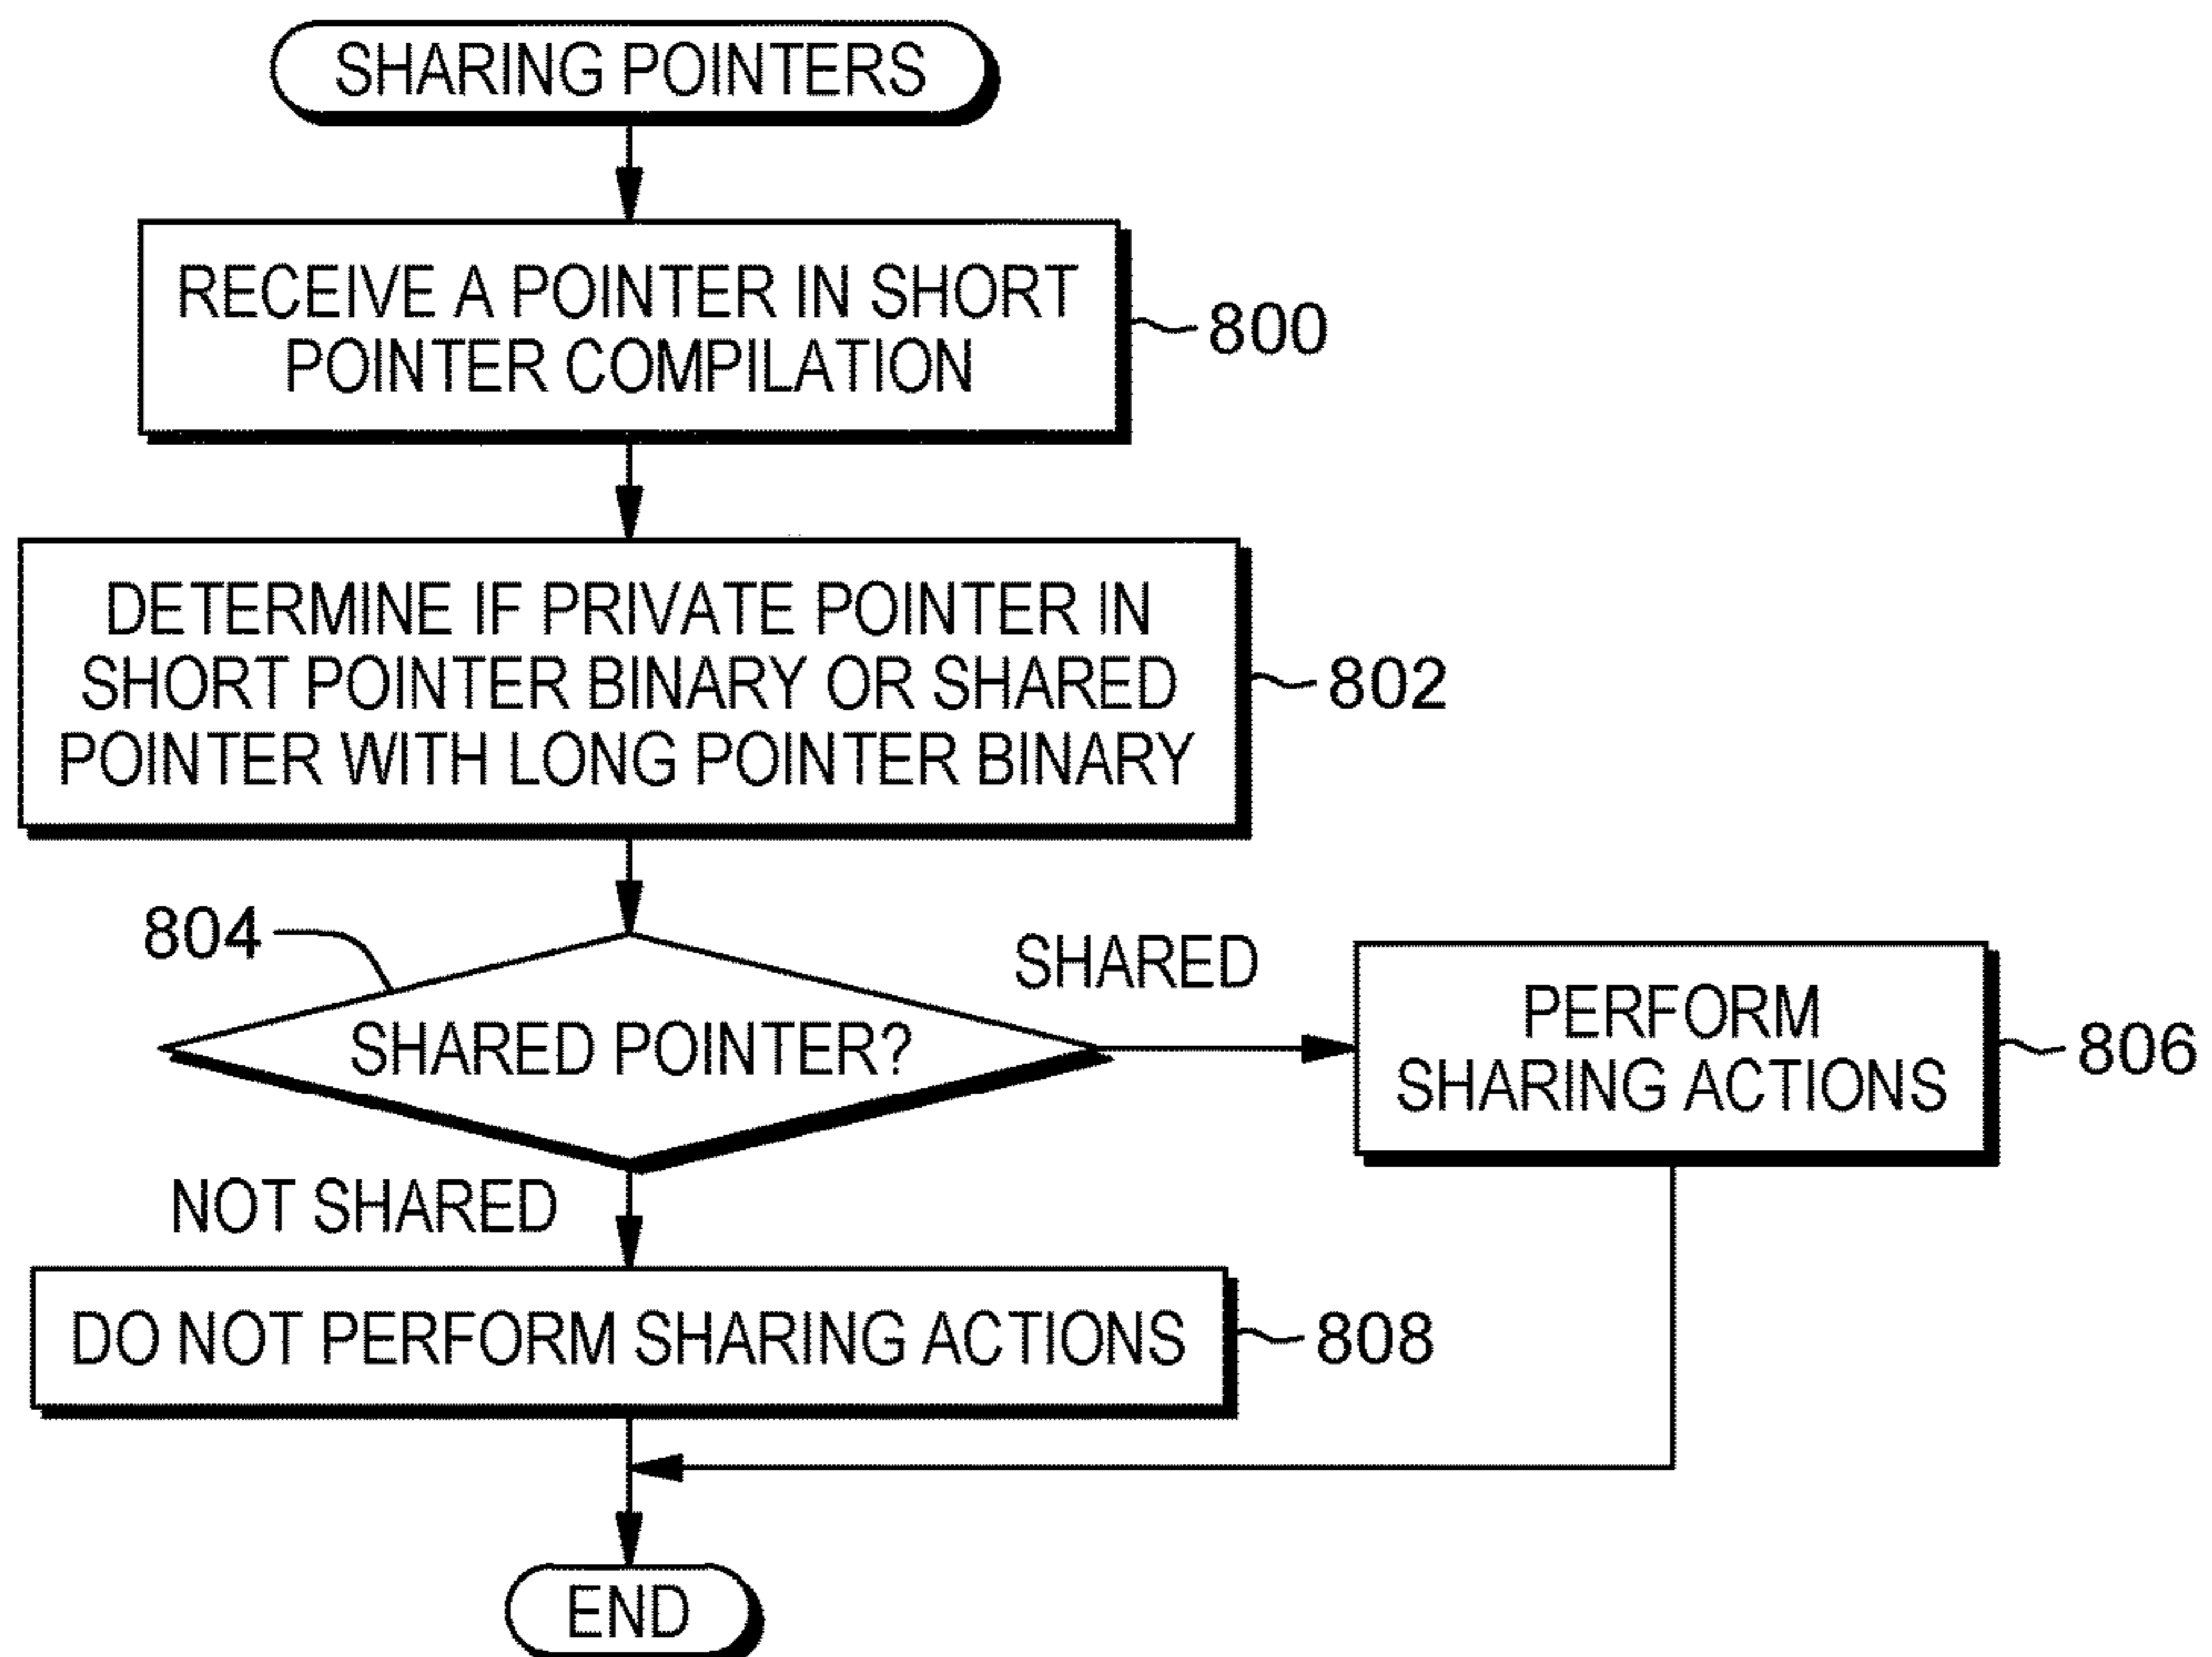 SHARING POINTERS
RECEIVE A POINTER IN SHORT
POINTER COMPILATION
800
DETERMINE IF PRIVATE POINTER IN
SHORT POINTER BINARY OR SHARED
POINTER WITH LONG POINTER BINARY
802
804
SHARED POINTER?
SHARED
PERFORM
SHARING ACTIONS
806
NOT SHARED
DO NOT PERFORM SHARING ACTIONS
808
END